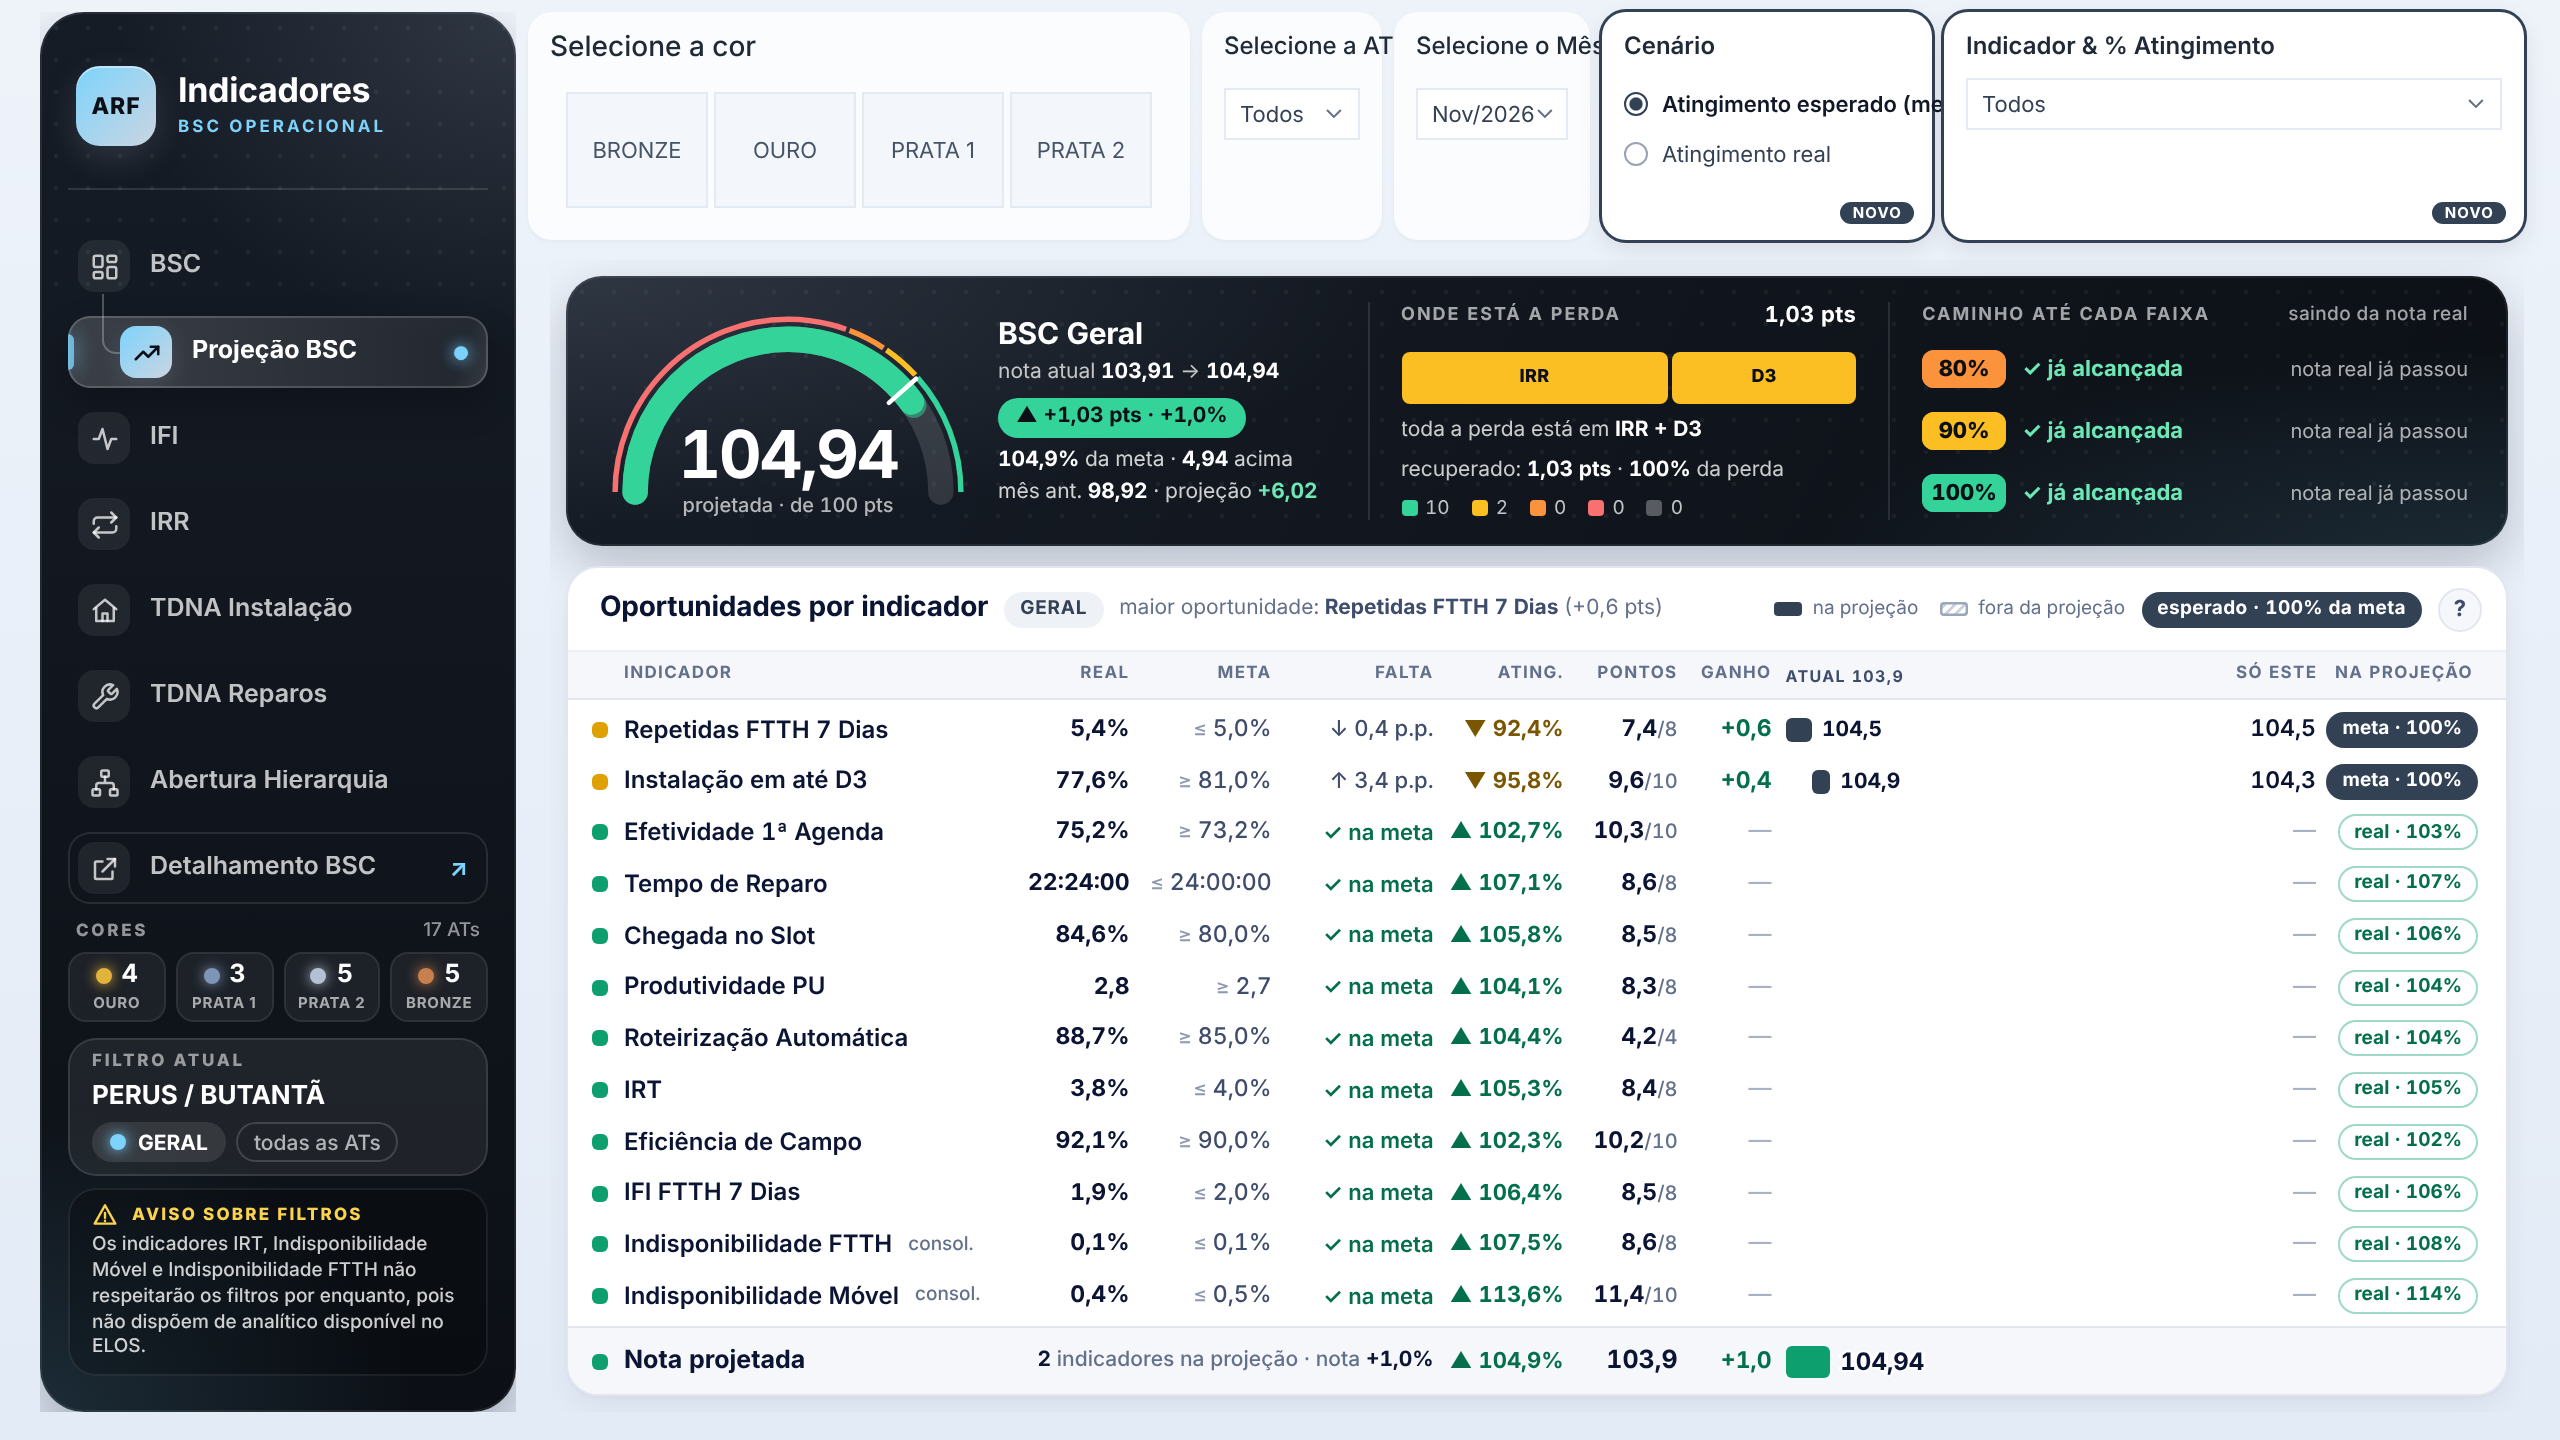 ARF
Indicadores
BSC OPERACIONAL
BSC
Projeção BSC
IFI
IRR
TDNA Instalação
TDNA Reparos
Abertura Hierarquia
Detalhamento BSC
CORES 17 ATs
4 3 5 5
OURO PRATA 1 PRATA 2 BRONZE
FILTRO ATUAL
PERUS / BUTANTÃ
GERAL todas as ATs
AVISO SOBRE FILTROS
Os indicadores IRT, Indisponibilidade
Móvel e Indisponibilidade FTTH não
respeitarão os filtros por enquanto, pois
não dispõem de analítico disponível no
ELOS.
Selecione a cor
BRONZE OURO PRATA 1 PRATA 2
Selecione a AT
Todos
Selecione o Mês
Nov/2026
Cenário
Atingimento esperado (me
Atingimento real
NOVO
Indicador & % Atingimento
Todos
NOVO
104,94
projetada · de 100 pts
BSC Geral
nota atual 103,91 → 104,94
▲ +1,03 pts · +1,0%
104,9% da meta · 4,94 acima
mês ant. 98,92 · projeção +6,02
ONDE ESTÁ A PERDA 1,03 pts
IRR D3
toda a perda está em IRR + D3
recuperado: 1,03 pts · 100% da perda
10 2 0 0 0
CAMINHO ATÉ CADA FAIXA saindo da nota real
80% ✓ já alcançada nota real já passou
90% ✓ já alcançada nota real já passou
100% ✓ já alcançada nota real já passou
Oportunidades por indicador GERAL maior oportunidade: Repetidas FTTH 7 Dias (+0,6 pts) na projeção fora da projeção esperado · 100% da meta ?
INDICADOR REAL META FALTA ATING. PONTOS GANHO ATUAL 103,9 SÓ ESTE NA PROJEÇÃO
Repetidas FTTH 7 Dias 5,4% ≤ 5,0% ↓ 0,4 p.p. ▼ 92,4% 7,4/8 +0,6 104,5 104,5 meta · 100%
Instalação em até D3 77,6% ≥ 81,0% ↑ 3,4 p.p. ▼ 95,8% 9,6/10 +0,4 104,9 104,3 meta · 100%
Efetividade 1ª Agenda 75,2% ≥ 73,2% ✓ na meta ▲ 102,7% 10,3/10 — — real · 103%
Tempo de Reparo 22:24:00 ≤ 24:00:00 ✓ na meta ▲ 107,1% 8,6/8 — — real · 107%
Chegada no Slot 84,6% ≥ 80,0% ✓ na meta ▲ 105,8% 8,5/8 — — real · 106%
Produtividade PU 2,8 ≥ 2,7 ✓ na meta ▲ 104,1% 8,3/8 — — real · 104%
Roteirização Automática 88,7% ≥ 85,0% ✓ na meta ▲ 104,4% 4,2/4 — — real · 104%
IRT 3,8% ≤ 4,0% ✓ na meta ▲ 105,3% 8,4/8 — — real · 105%
Eficiência de Campo 92,1% ≥ 90,0% ✓ na meta ▲ 102,3% 10,2/10 — — real · 102%
IFI FTTH 7 Dias 1,9% ≤ 2,0% ✓ na meta ▲ 106,4% 8,5/8 — — real · 106%
Indisponibilidade FTTH consol. 0,1% ≤ 0,1% ✓ na meta ▲ 107,5% 8,6/8 — — real · 108%
Indisponibilidade Móvel consol. 0,4% ≤ 0,5% ✓ na meta ▲ 113,6% 11,4/10 — — real · 114%
Nota projetada 2 indicadores na projeção · nota +1,0% ▲ 104,9% 103,9 +1,0 104,94